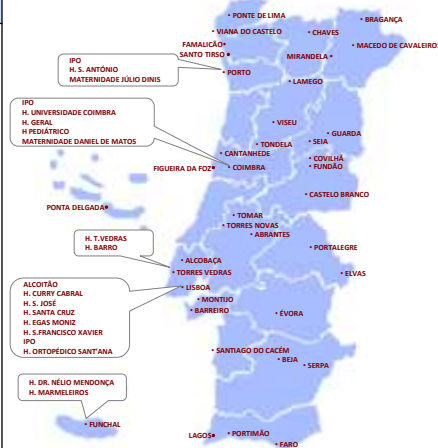 • PONTE DE LIMA
• BRAGANÇA
• VIANA DO CASTELO
• CHAVES
FAMALICÃO•
• MACEDO DE CAVALEIROS
SANTO TIRSO •
MIRANDELA •
IPO
H. S. ANTÓNIO
MATERNIDADE JÚLIO DINIS
• PORTO
• LAMEGO
IPO
H. UNIVERSIDADE COIMBRA
H. GERAL
H PEDIÁTRICO
MATERNIDADE DANIEL DE MATOS
• VISEU
• GUARDA
• TONDELA
• SEIA
• CANTANHEDE
• COVILHÃ
FIGUEIRA DA FOZ•
• COIMBRA
• FUNDÃO
• CASTELO BRANCO
PONTA DELGADA•
• TOMAR
• TORRES NOVAS
• ABRANTES
H. T.VEDRAS
H. BARRO
• PORTALEGRE
• ALCOBAÇA
• TORRES VEDRAS
• ELVAS
ALCOITÃO
H. CURRY CABRAL
H. S. JOSÉ
H. SANTA CRUZ
H. EGAS MONIZ
H. S.FRANCISCO XAVIER
IPO
H. ORTOPÉDICO SANT'ANA
• LISBOA
• MONTIJO
• BARREIRO
• ÉVORA
• SANTIAGO DO CACÉM
• BEJA
• SERPA
H. DR. NÉLIO MENDONÇA
H. MARMELEIROS
• FUNCHAL
LAGOS•
• PORTIMÃO
• FARO